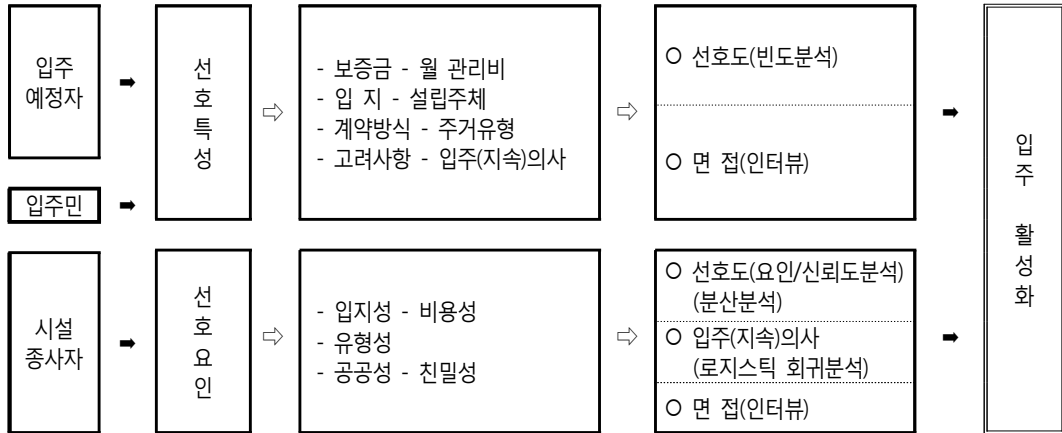 입주
예정자
➡
선
호
특
성
⇨
- 보증금 - 월 관리비
- 입 지 - 설립주체
- 계약방식 - 주거유형
- 고려사항 - 입주(지속)의사
⇨
O 선호도(빈도분석)
O 면 접(인터뷰)
➡
입주민
➡
시설
종사자
➡
선
호
요
인
⇨
- 입지성 - 비용성
- 유형성
- 공공성 - 친밀성
⇨
O 선호도(요인/신뢰도분석)
(분산분석)
O 입주(지속)의사
(로지스틱 회귀분석)
O 면 접(인터뷰)
➡
입
주
활
성
화